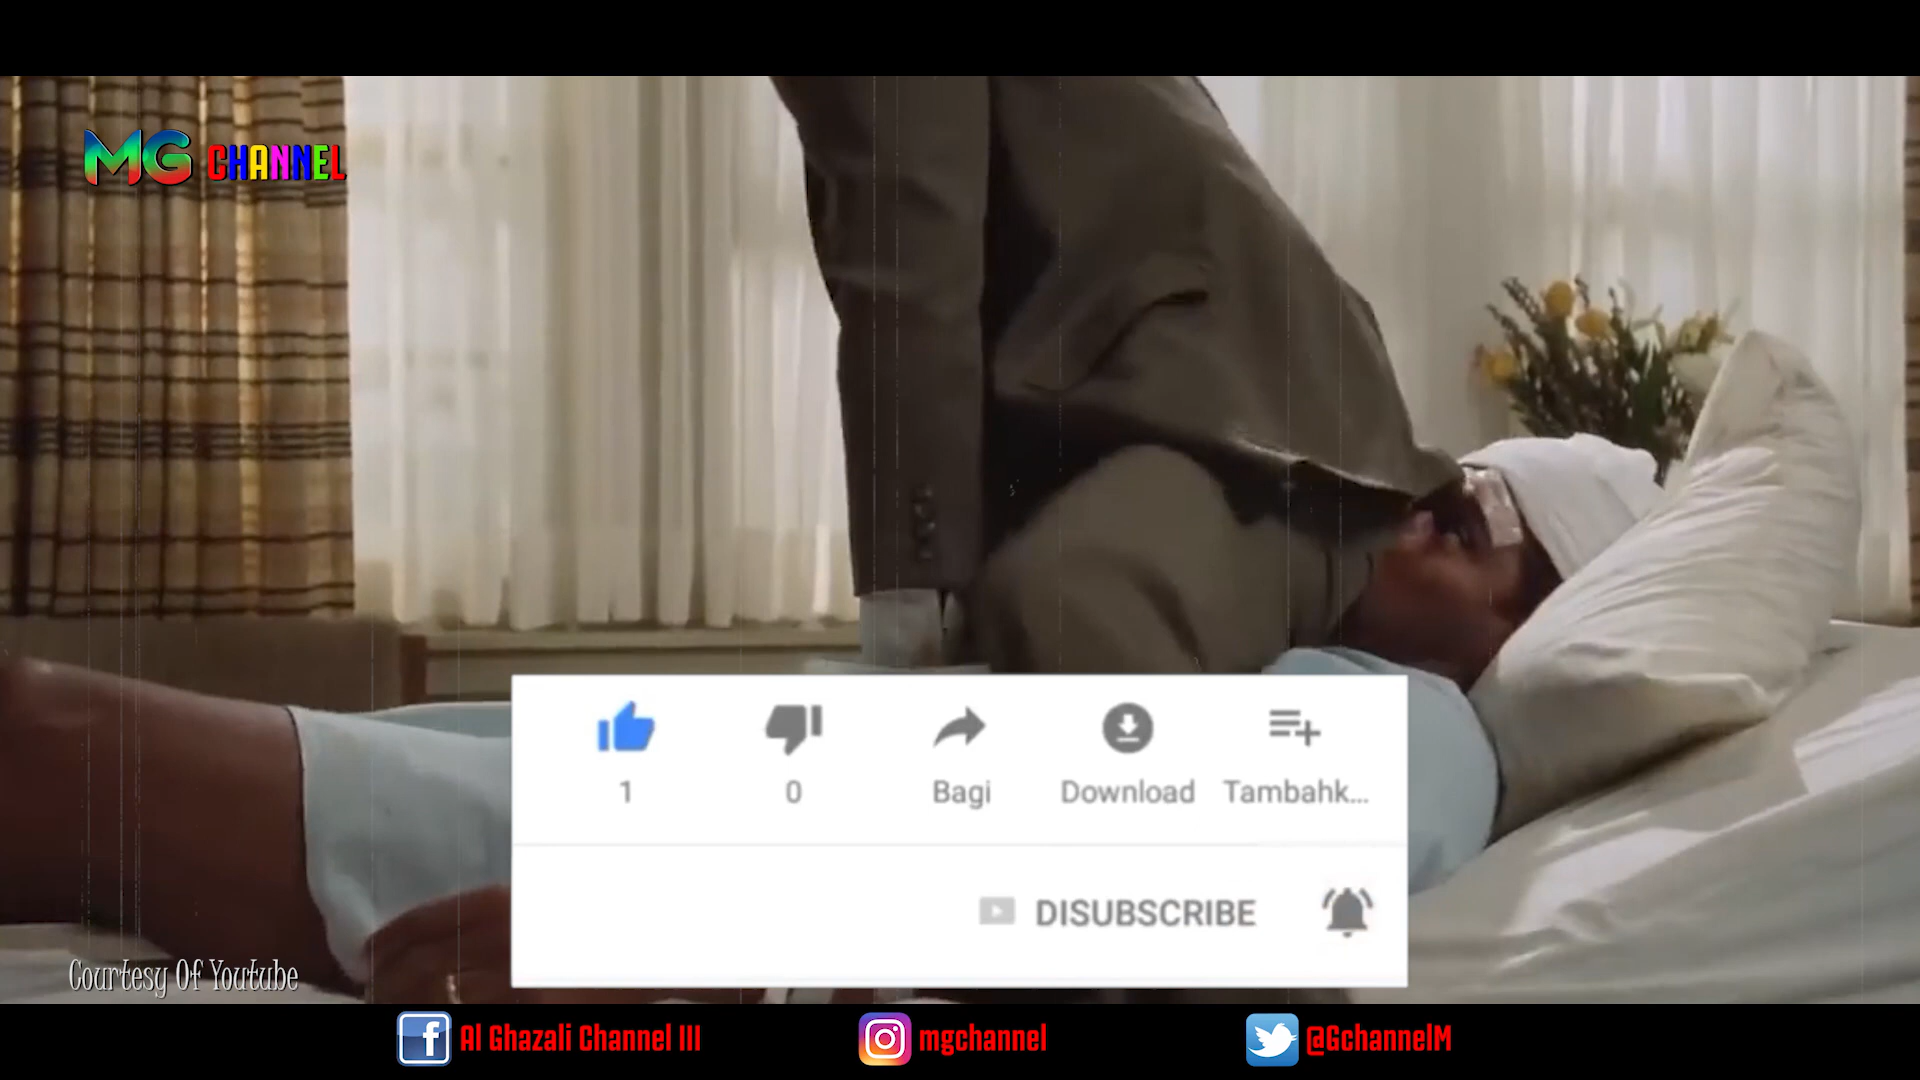 MG CHANNEL
1
0
Bagi
Download
Tambahk...
DISUBSCRIBE
Courtesy Of Youtube
Al Ghazali Channel III
mgchannel
@GchannelM